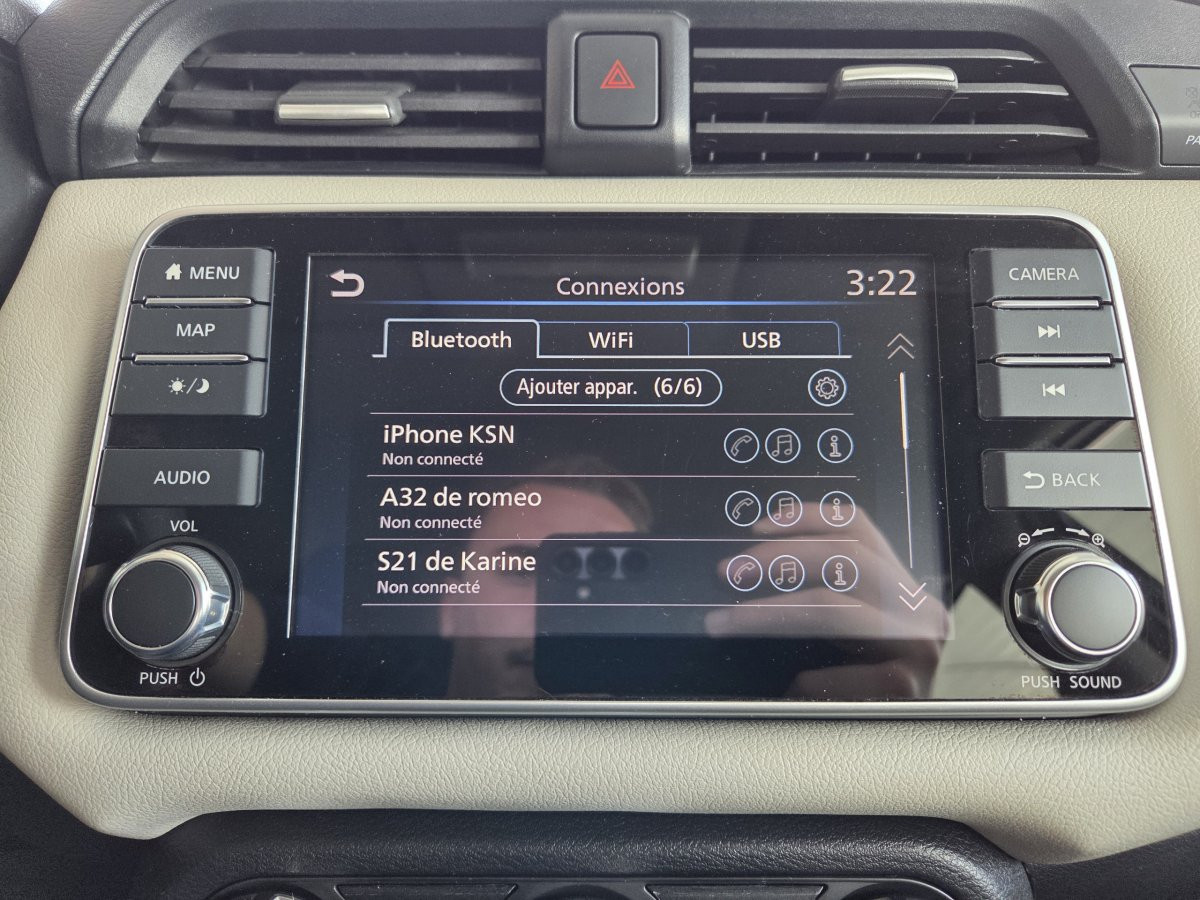 MENU
MAP
AUDIO
VOL
PUSH
Connexions 3:22
Bluetooth WiFi USB
Ajouter appar. (6/6)
iPhone KSN
Non connecté
A32 de romeo
Non connecté
S21 de Karine
Non connecté
CAMERA
BACK
PUSH SOUND